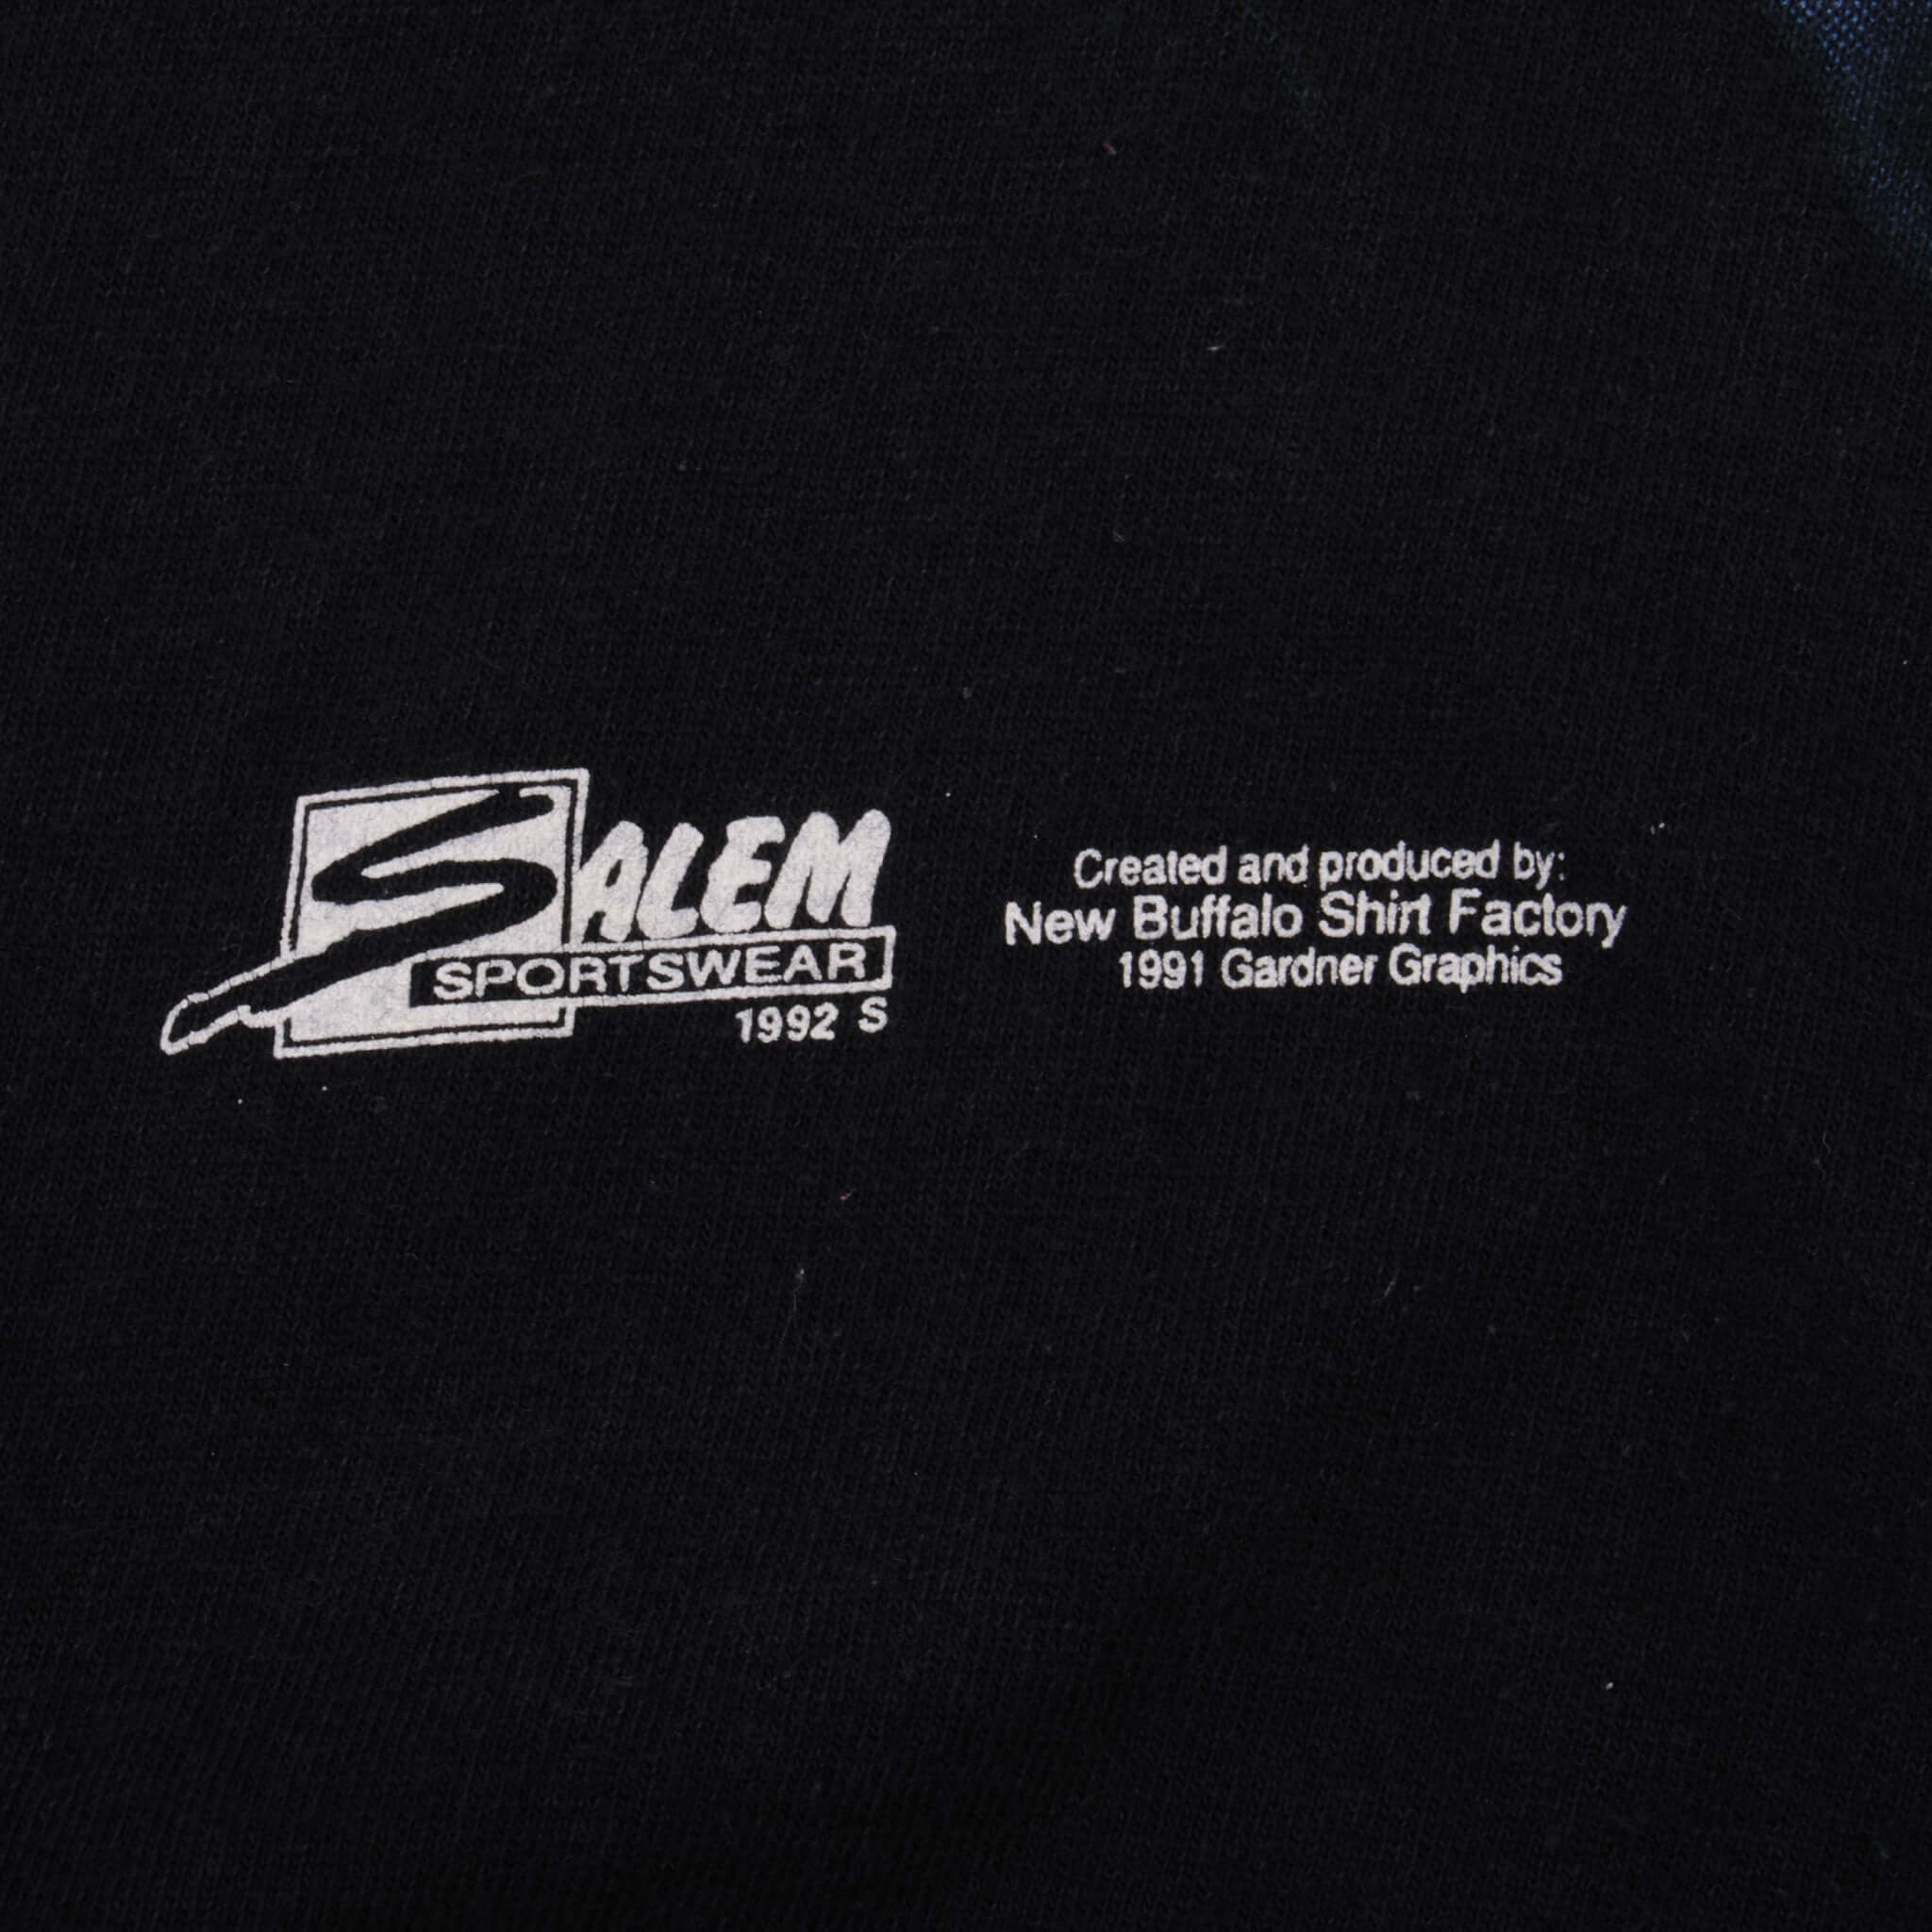 SALEM
SPORTSWEAR
1992 S
Created and produced by:
New Buffalo Shirt Factory
1991 Gardner Graphics